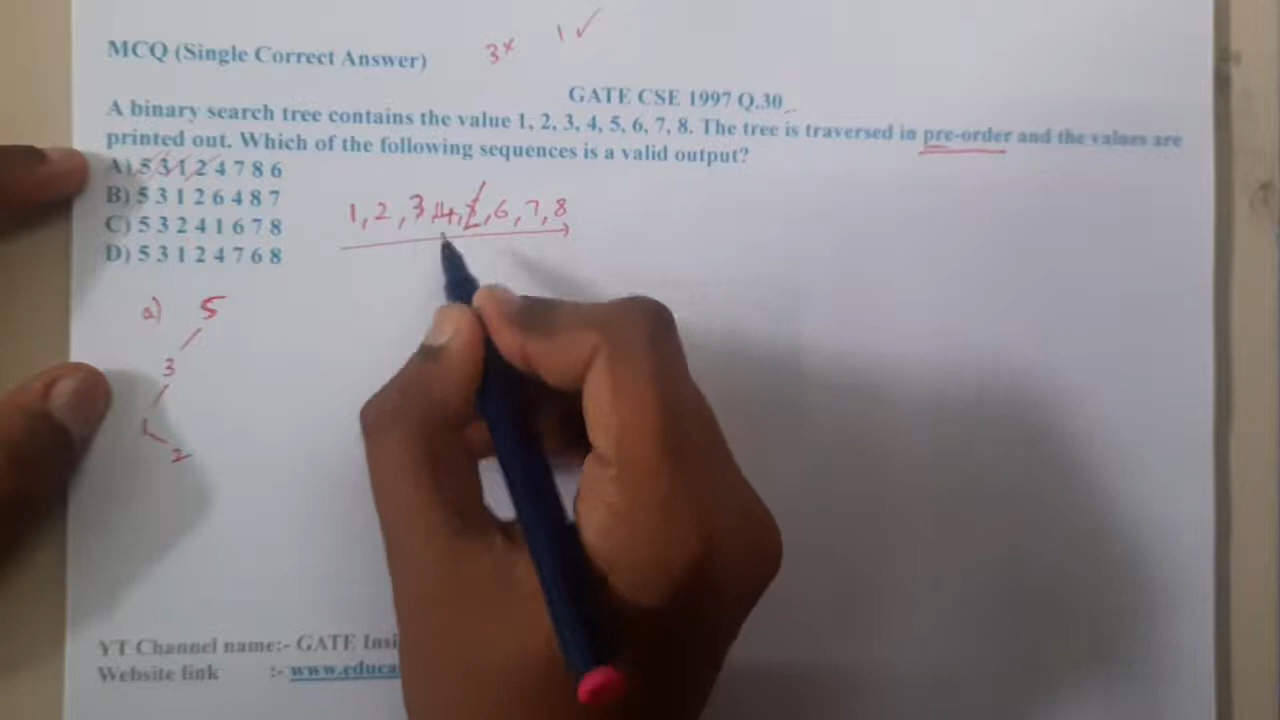 3× 1✓
MCQ (Single Correct Answer)
GATE CSE 1997 Q.30
A binary search tree contains the value 1, 2, 3, 4, 5, 6, 7, 8. The tree is traversed in pre-order and the values are
printed out. Which of the following sequences is a valid output?
A) 5 3 1 2 4 7 8 6
B) 5 3 1 2 6 4 8 7
C) 5 3 2 4 1 6 7 8
D) 5 3 1 2 4 7 6 8
1, 2, 3, 4, 5, 6, 7, 8
a) 5
3
1
2
YT Channel name:- GATE Insi
Website link :- www.educa